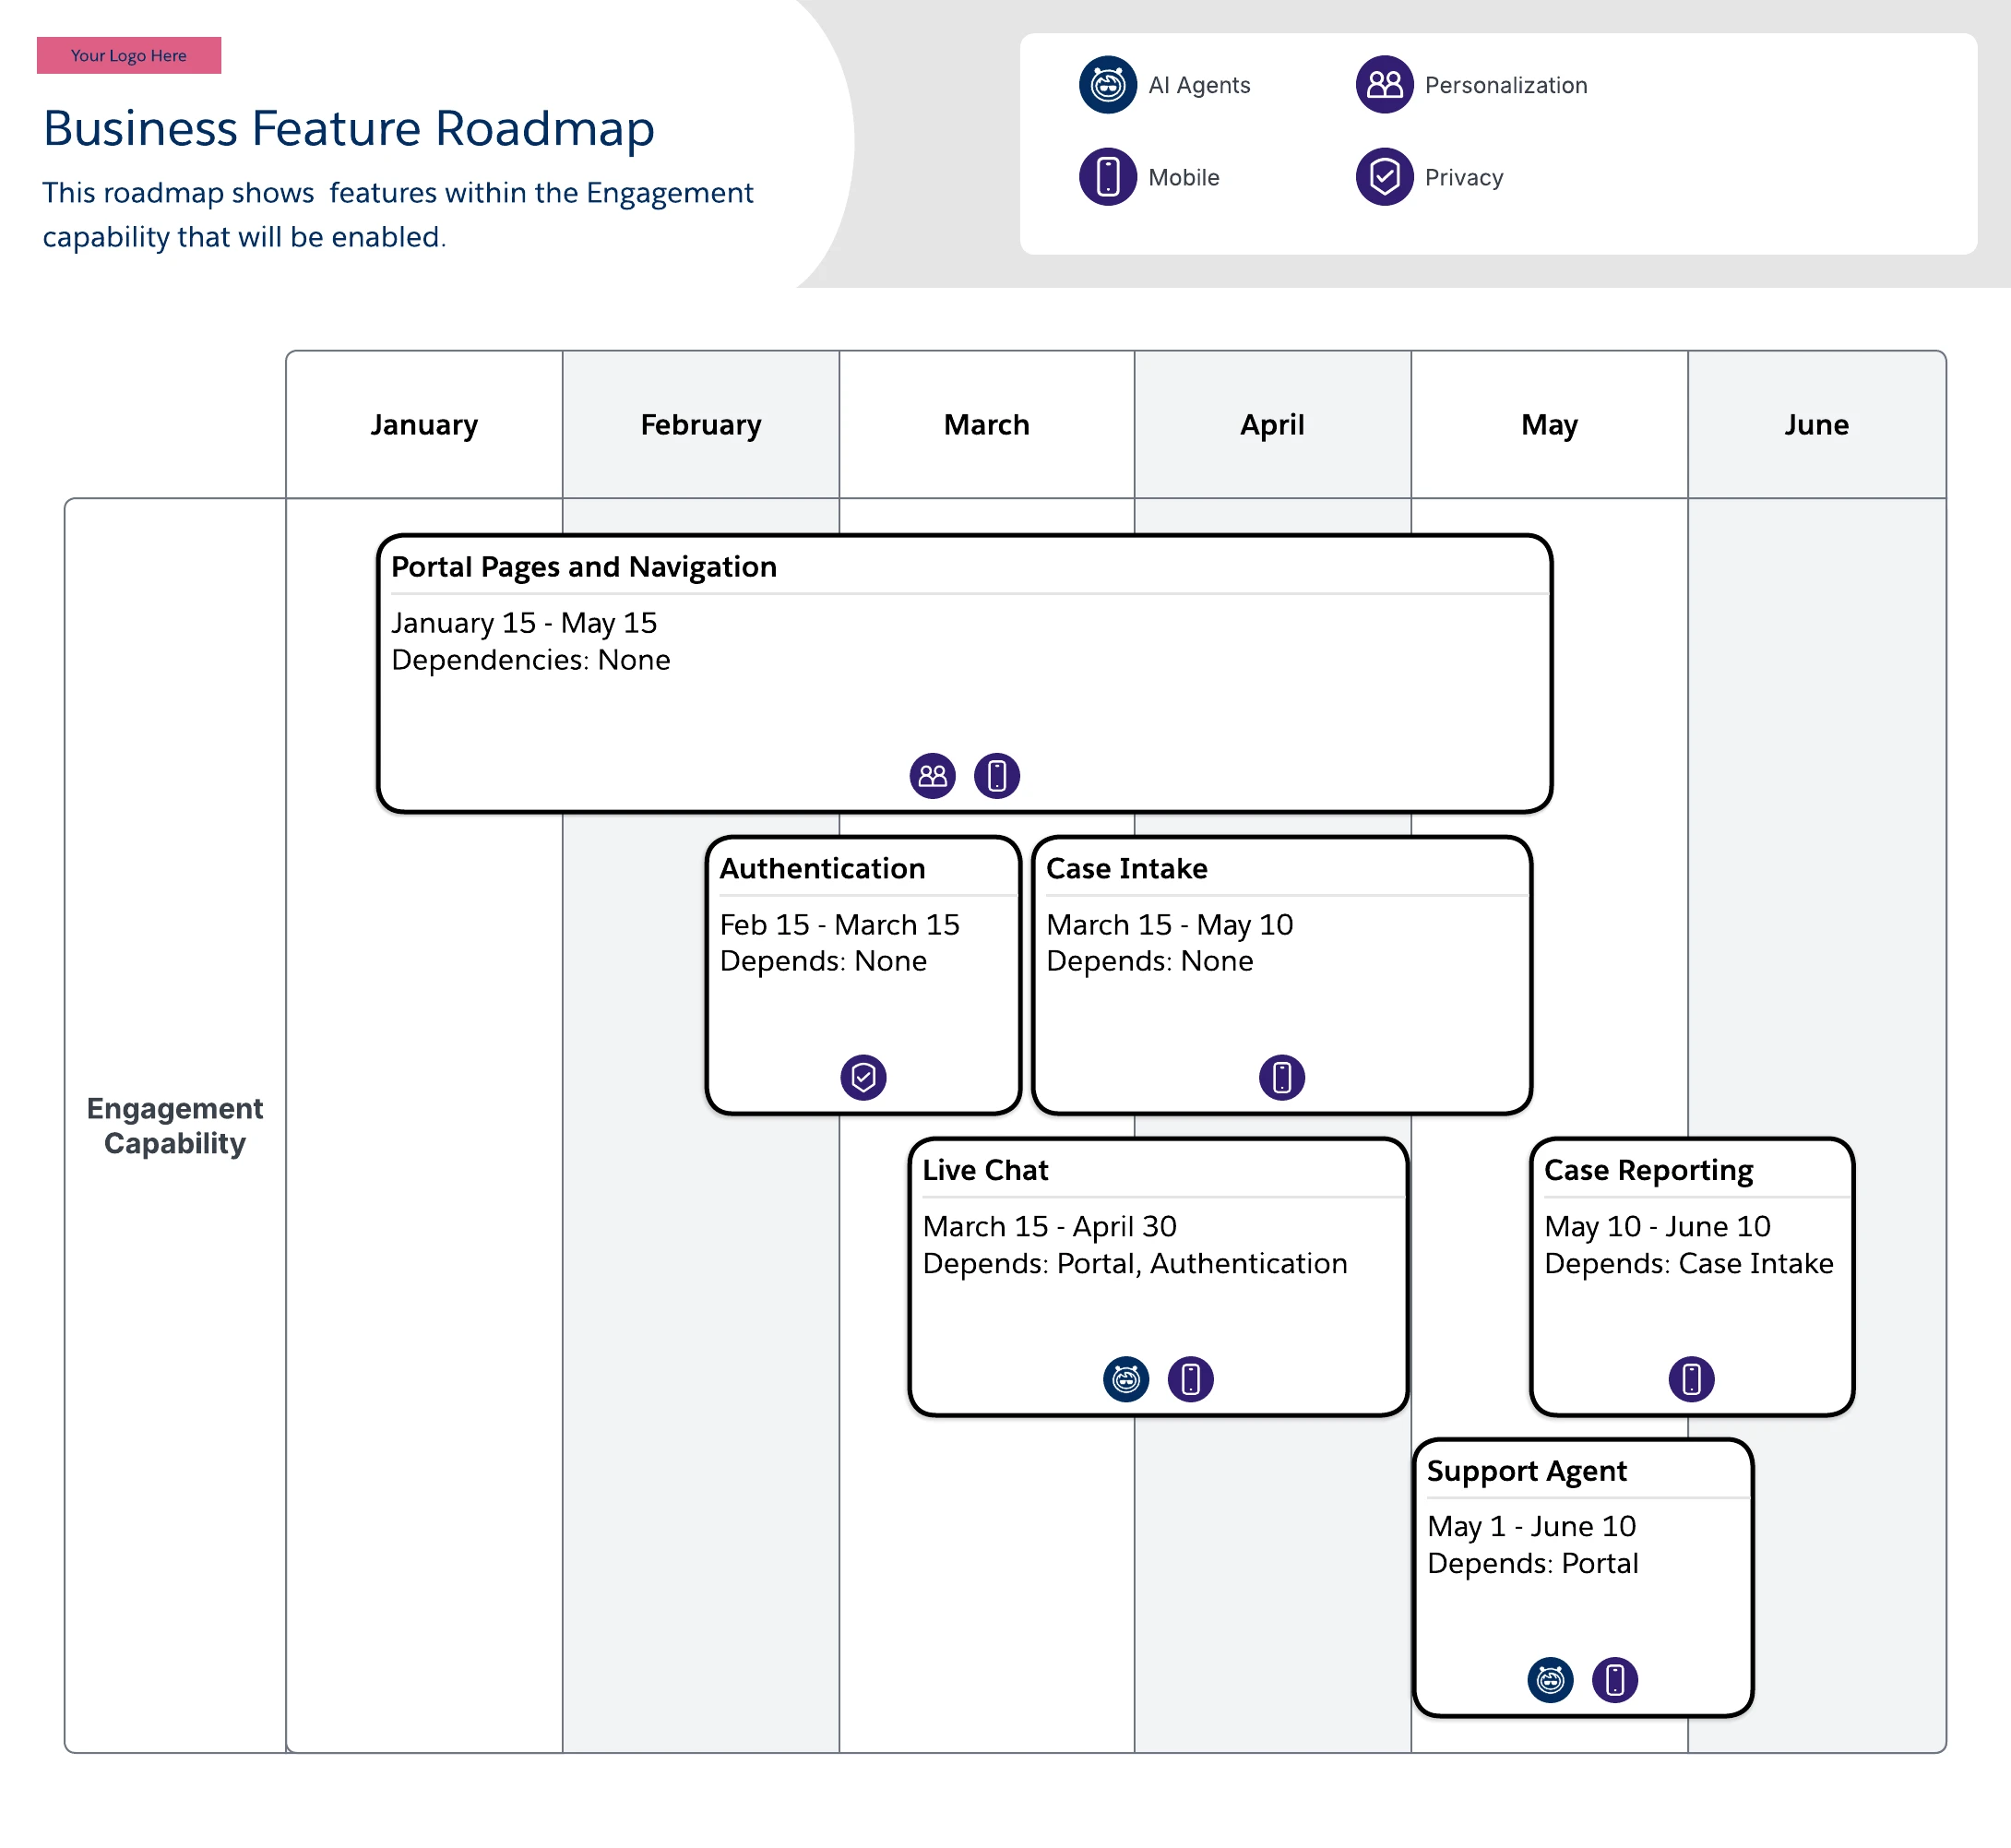 Your Logo Here
Business Feature Roadmap
This roadmap shows  features within the Engagement
capability that will be enabled.
AI Agents
Personalization
Mobile
Privacy
January
February
March
April
May
June
Engagement
Capability
Portal Pages and Navigation
January 15 - May 15
Dependencies: None
Authentication
Feb 15 - March 15
Depends: None
Case Intake
March 15 - May 10
Depends: None
Live Chat
March 15 - April 30
Depends: Portal, Authentication
Case Reporting
May 10 - June 10
Depends: Case Intake
Support Agent
May 1 - June 10
Depends: Portal